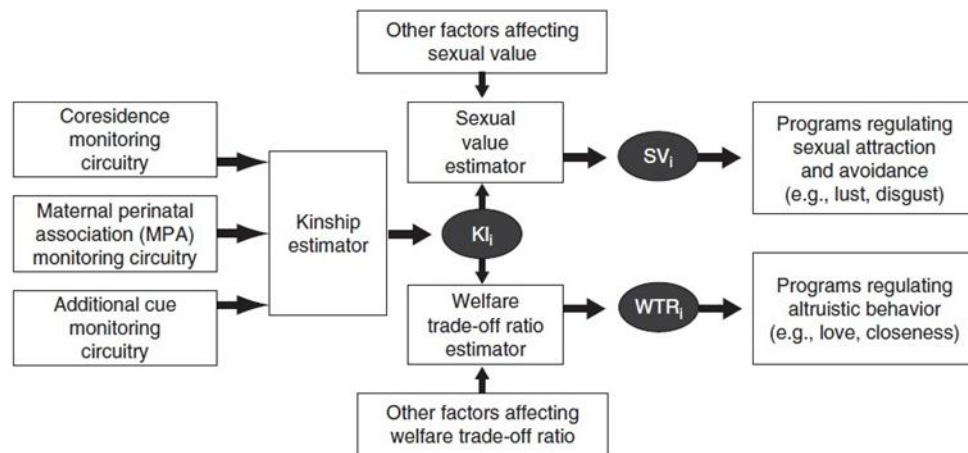 Other factors affecting
sexual value
Coresidence
monitoring
circuitry
Maternal perinatal
association (MPA)
monitoring circuitry
Additional cue
monitoring
circuitry
Kinship
estimator
Sexual
value
estimator
KIi
Welfare
trade-off ratio
estimator
SVi
WTRi
Programs regulating
sexual attraction
and avoidance
(e.g., lust, disgust)
Programs regulating
altruistic behavior
(e.g., love, closeness)
Other factors affecting
welfare trade-off ratio